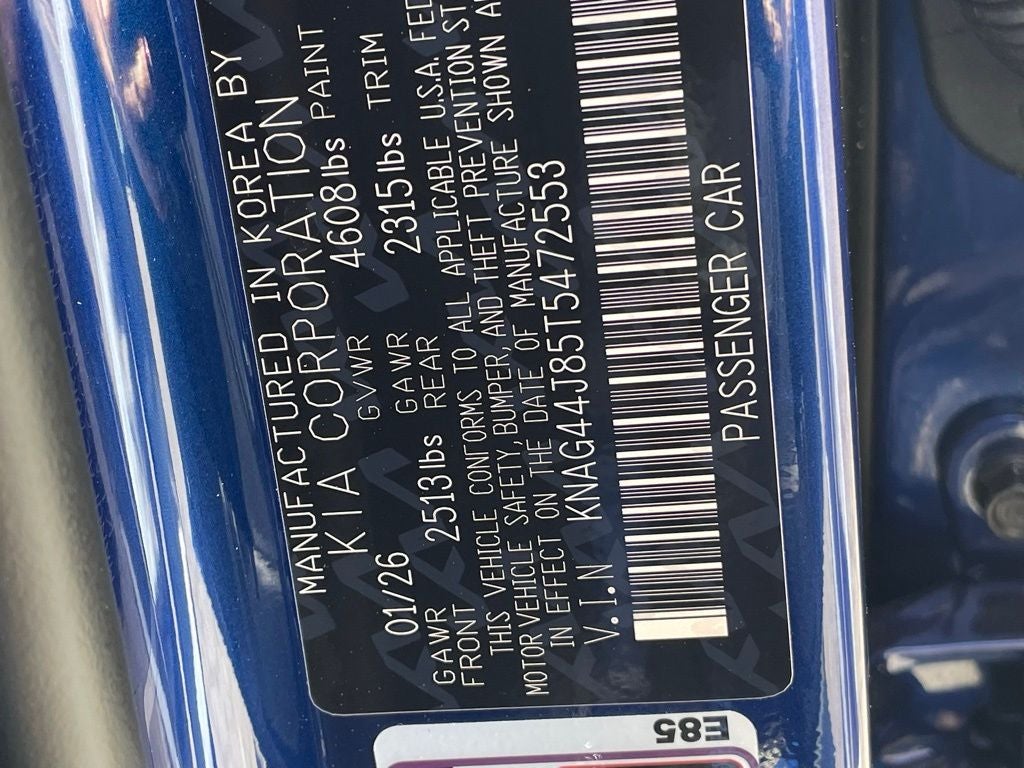 MANUFACTURED IN KOREA BY
KIA CORPORATION
01/26 GVWR 4608lbs PAINT
GAWR FRONT 2513lbs GAWR REAR 2315lbs TRIM
THIS VEHICLE CONFORMS TO ALL APPLICABLE U.S.A. FED
MOTOR VEHICLE SAFETY, BUMPER, AND THEFT PREVENTION ST
IN EFFECT ON THE DATE OF MANUFACTURE SHOWN A
V.I.N KNAG44J85T5472553
PASSENGER CAR
E85